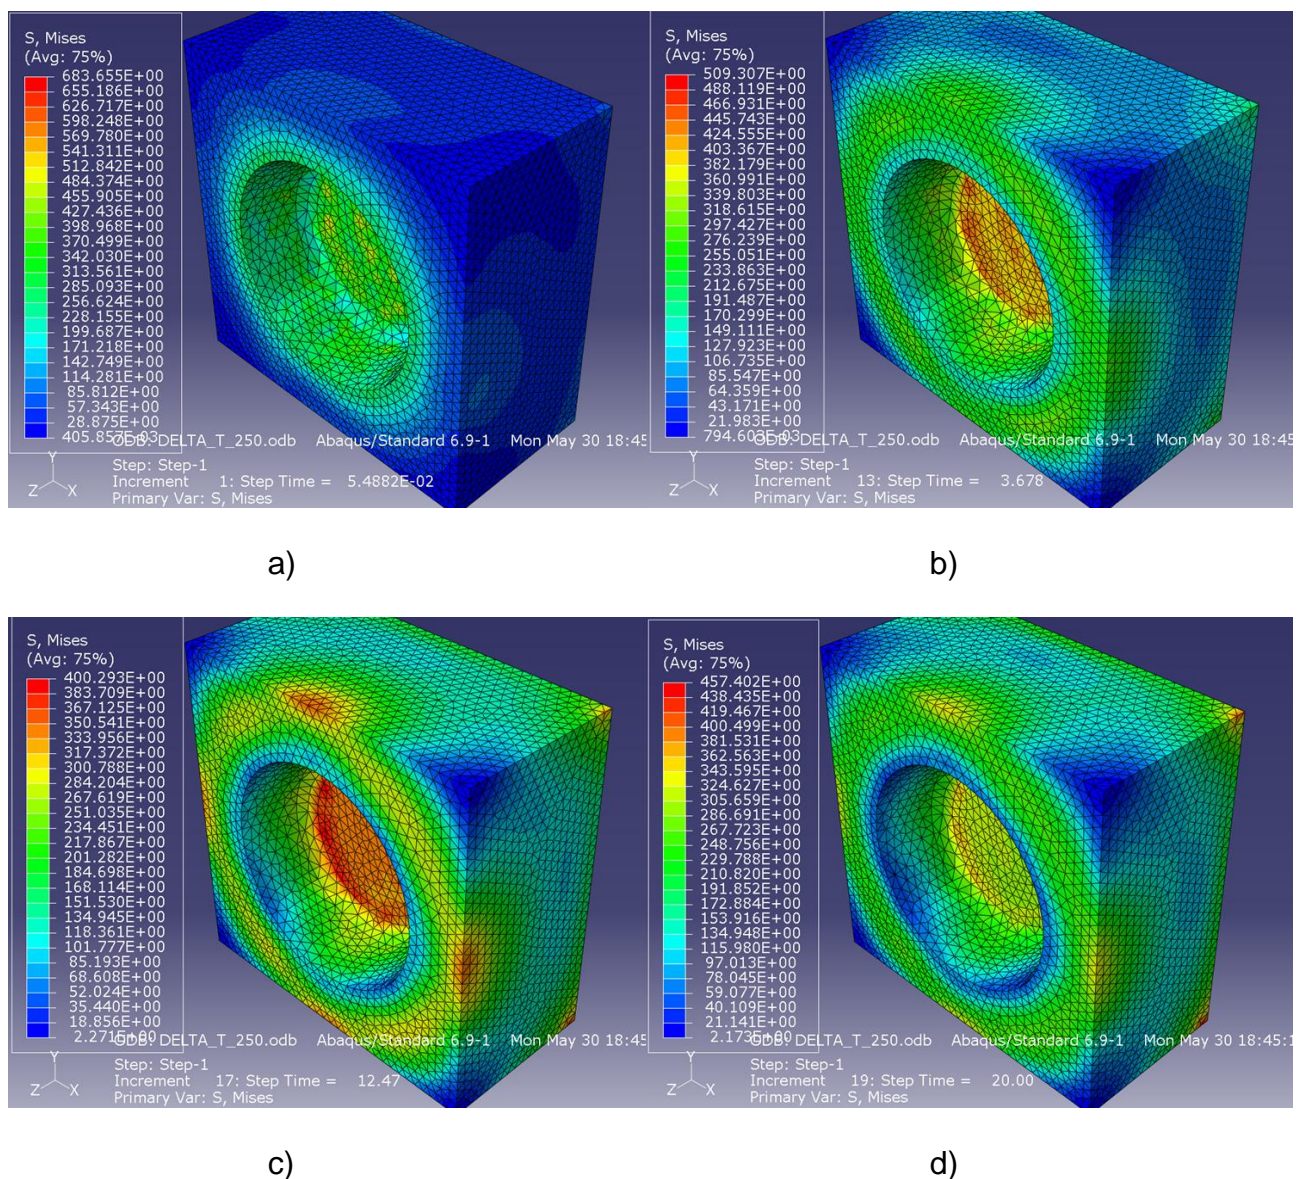 S, Mises
(Avg: 75%)
683.655E+00
655.186E+00
626.717E+00
598.248E+00
569.780E+00
541.311E+00
512.842E+00
484.374E+00
455.905E+00
427.436E+00
398.968E+00
370.499E+00
342.030E+00
313.561E+00
285.093E+00
256.624E+00
228.155E+00
199.687E+00
171.218E+00
142.749E+00
114.281E+00
85.812E+00
57.343E+00
28.875E+00
405.857E-03
ODB: DELTA_T_250.odb Abaqus/Standard 6.9-1 Mon May 30 18:45
Y
Z X
Step: Step-1
Increment 1: Step Time = 5.4882E-02
Primary Var: S, Mises
a)
S, Mises
(Avg: 75%)
509.307E+00
488.119E+00
466.931E+00
445.743E+00
424.555E+00
403.367E+00
382.179E+00
360.991E+00
339.803E+00
318.615E+00
297.427E+00
276.239E+00
255.051E+00
233.863E+00
212.675E+00
191.487E+00
170.299E+00
149.111E+00
127.923E+00
106.735E+00
85.547E+00
64.359E+00
43.171E+00
21.983E+00
794.603E-03
ODB: DELTA_T_250.odb Abaqus/Standard 6.9-1 Mon May 30 18:45
Y
Z X
Step: Step-1
Increment 13: Step Time = 3.678
Primary Var: S, Mises
b)
S, Mises
(Avg: 75%)
400.293E+00
383.709E+00
367.125E+00
350.541E+00
333.956E+00
317.372E+00
300.788E+00
284.204E+00
267.619E+00
251.035E+00
234.451E+00
217.867E+00
201.282E+00
184.698E+00
168.114E+00
151.530E+00
134.945E+00
118.361E+00
101.777E+00
85.193E+00
68.608E+00
52.024E+00
35.440E+00
18.856E+00
2.271E+00
ODB: DELTA_T_250.odb Abaqus/Standard 6.9-1 Mon May 30 18:45
Y
Z X
Step: Step-1
Increment 17: Step Time = 12.47
Primary Var: S, Mises
c)
S, Mises
(Avg: 75%)
457.402E+00
438.435E+00
419.467E+00
400.499E+00
381.531E+00
362.563E+00
343.595E+00
324.627E+00
305.659E+00
286.691E+00
267.723E+00
248.756E+00
229.788E+00
210.820E+00
191.852E+00
172.884E+00
153.916E+00
134.948E+00
115.980E+00
97.013E+00
78.045E+00
59.077E+00
40.109E+00
21.141E+00
2.173E+00
ODB: DELTA_T_250.odb Abaqus/Standard 6.9-1 Mon May 30 18:45:1
Y
Z X
Step: Step-1
Increment 19: Step Time = 20.00
Primary Var: S, Mises
d)